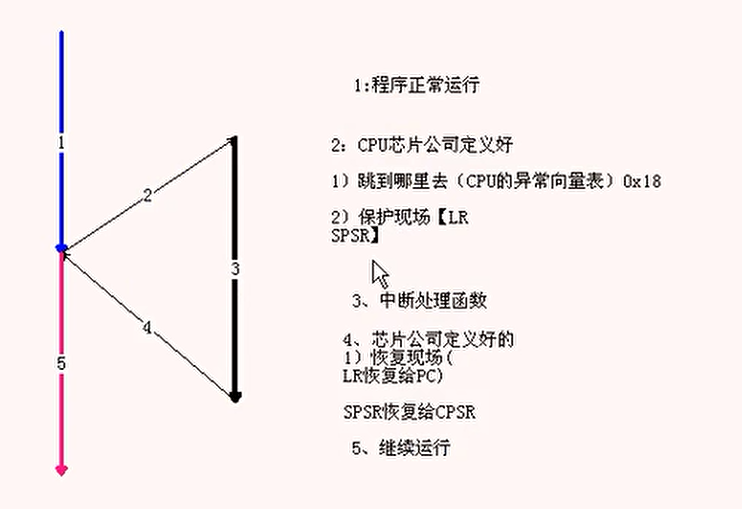 1:程序正常运行
1
2：CPU芯片公司定义好
1）跳到哪里去（CPU的异常向量表）0x18
2
2）保护现场【LR
SPSR】
3
3、中断处理函数
4
4、芯片公司定义好的
1）恢复现场(
5
LR恢复给PC)
SPSR恢复给CPSR
5、继续运行